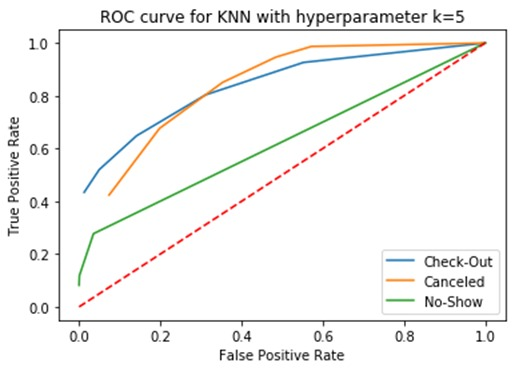 ROC curve for KNN with hyperparameter k=5
1.0
0.8
0.6
0.4
0.2
0.0
True Positive Rate
Check-Out
Canceled
No-Show
0.0 0.2 0.4 0.6 0.8 1.0
False Positive Rate